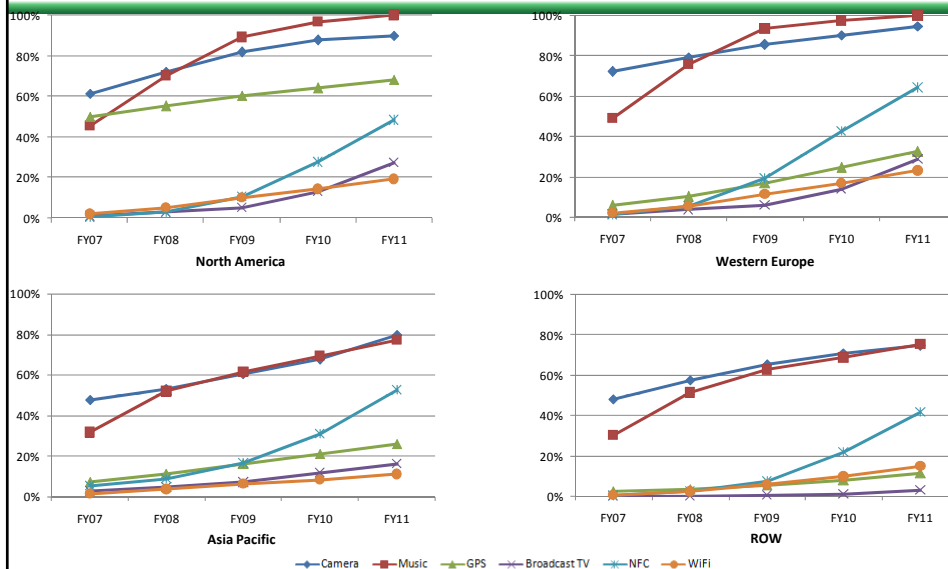 100%
80%
60%
40%
20%
0%
FY07 FY08 FY09 FY10 FY11
North America
100%
80%
60%
40%
20%
0%
FY07 FY08 FY09 FY10 FY11
Western Europe
100%
80%
60%
40%
20%
0%
FY07 FY08 FY09 FY10 FY11
Asia Pacific
100%
80%
60%
40%
20%
0%
FY07 FY08 FY09 FY10 FY11
ROW
Camera Music GPS Broadcast TV NFC WiFi